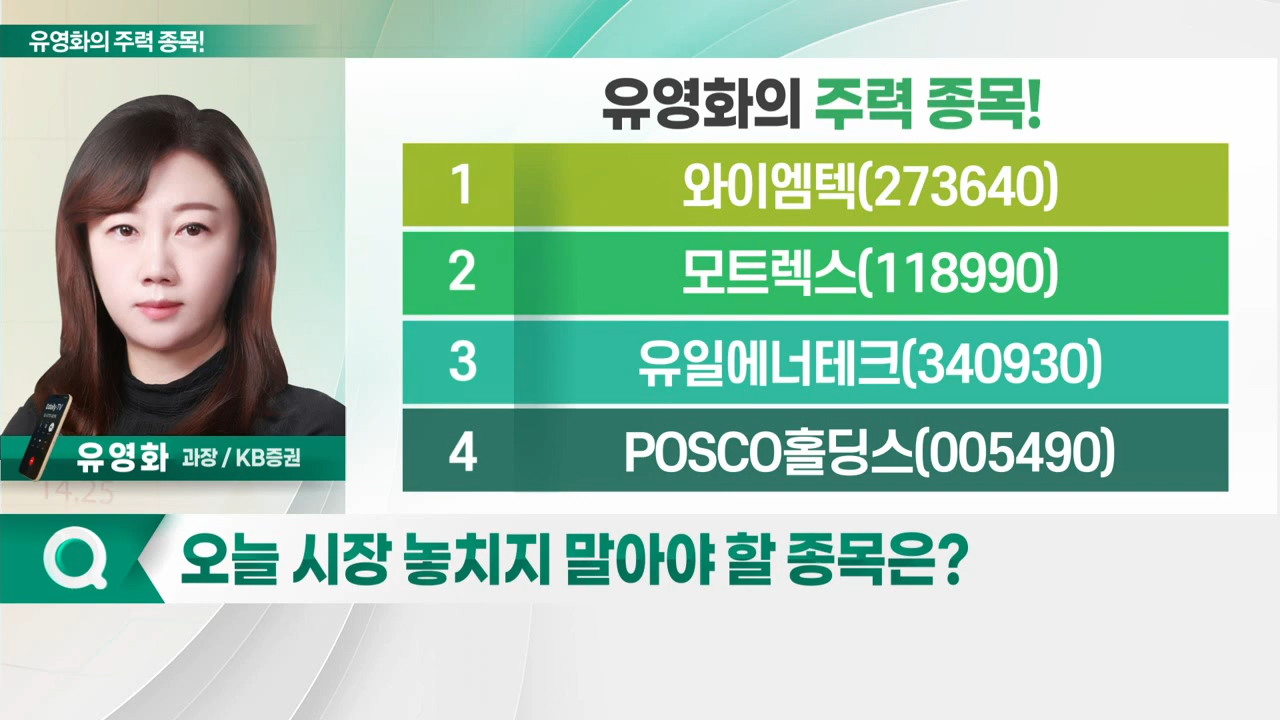 유영화의 주력 종목!
유영화의 주력 종목!
1 와이엠텍(273640)
2 모트렉스(118990)
3 유일에너테크(340930)
4 POSCO홀딩스(005490)
유영화 과장 / KB증권
14.25
Q 오늘 시장 놓치지 말아야 할 종목은?